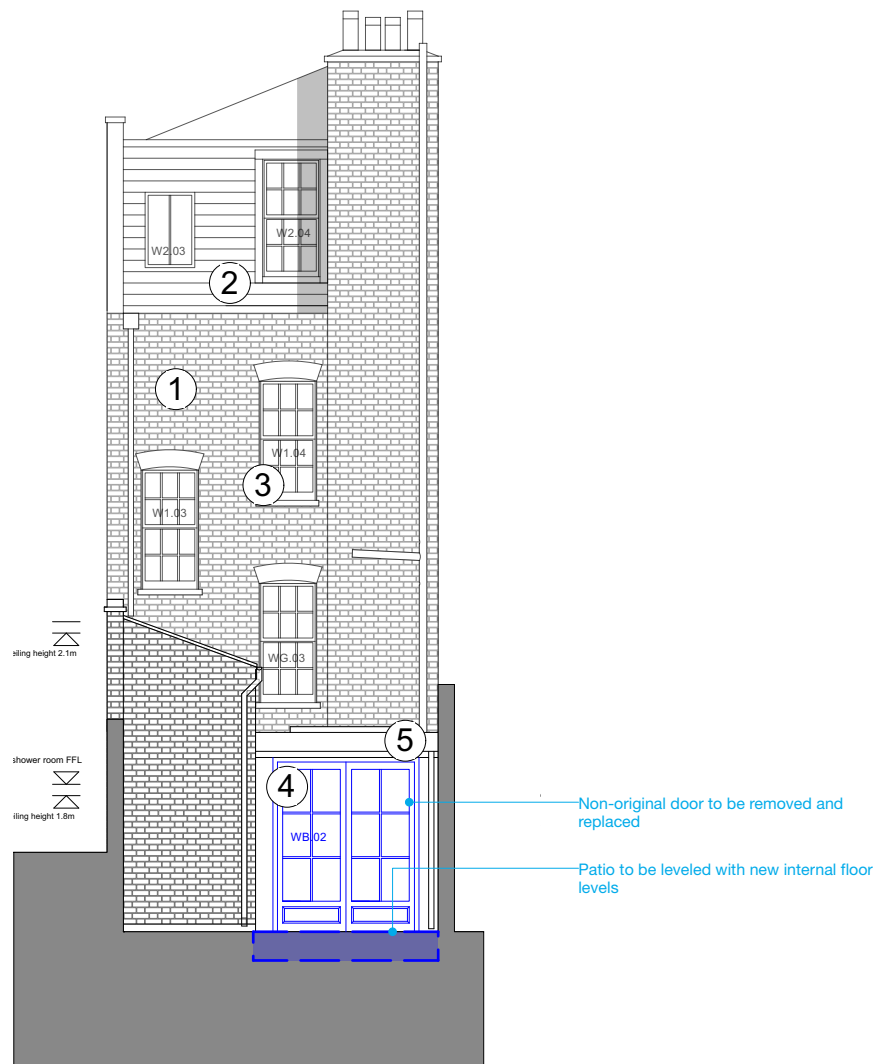 W2.03
W2.04
2
1
W1.04
3
W1.03
eiling height 2.1m
WG.03
5
shower room FFL
4
Non-original door to be removed and
replaced
eiling height 1.8m
WB.02
Patio to be leveled with new internal floor
levels